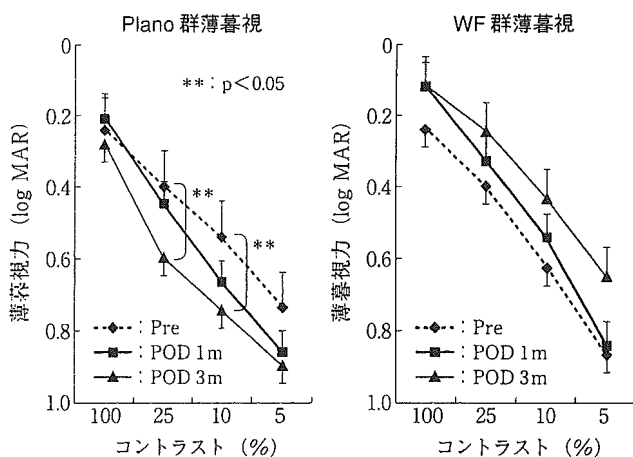 Plano 群薄暮視
WF 群薄暮視
0
0.2
0.4
0.6
0.8
1.0
薄暮視力 (log MAR)
**：p<0.05
**
**
：Pre
：POD 1m
：POD 3m
100
25
10
5
コントラスト (%)
0
0.2
0.4
0.6
0.8
1.0
薄暮視力 (log MAR)
：Pre
：POD 1m
：POD 3m
100
25
10
5
コントラスト (%)